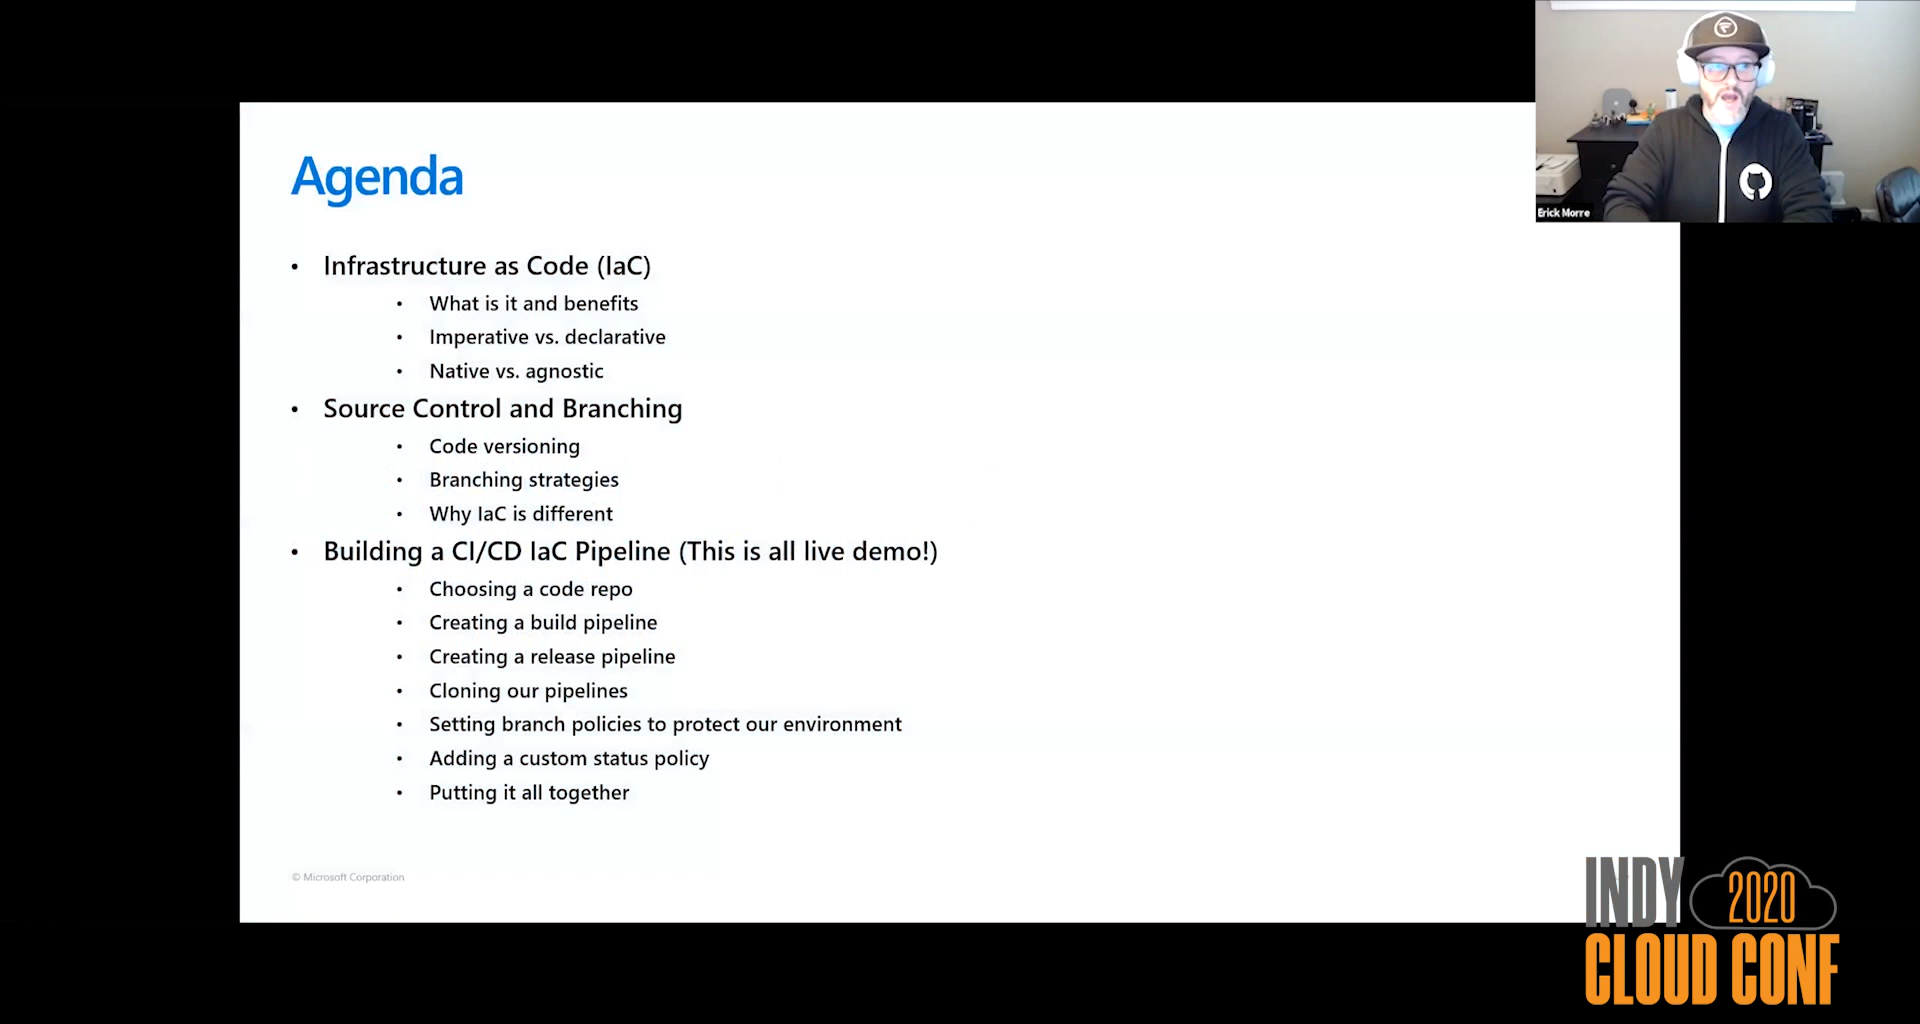 Agenda
• Infrastructure as Code (IaC)
• What is it and benefits
• Imperative vs. declarative
• Native vs. agnostic
• Source Control and Branching
• Code versioning
• Branching strategies
• Why IaC is different
• Building a CI/CD IaC Pipeline (This is all live demo!)
• Choosing a code repo
• Creating a build pipeline
• Creating a release pipeline
• Cloning our pipelines
• Setting branch policies to protect our environment
• Adding a custom status policy
• Putting it all together
© Microsoft Corporation
Erick Morre
INDY 2020
CLOUD CONF